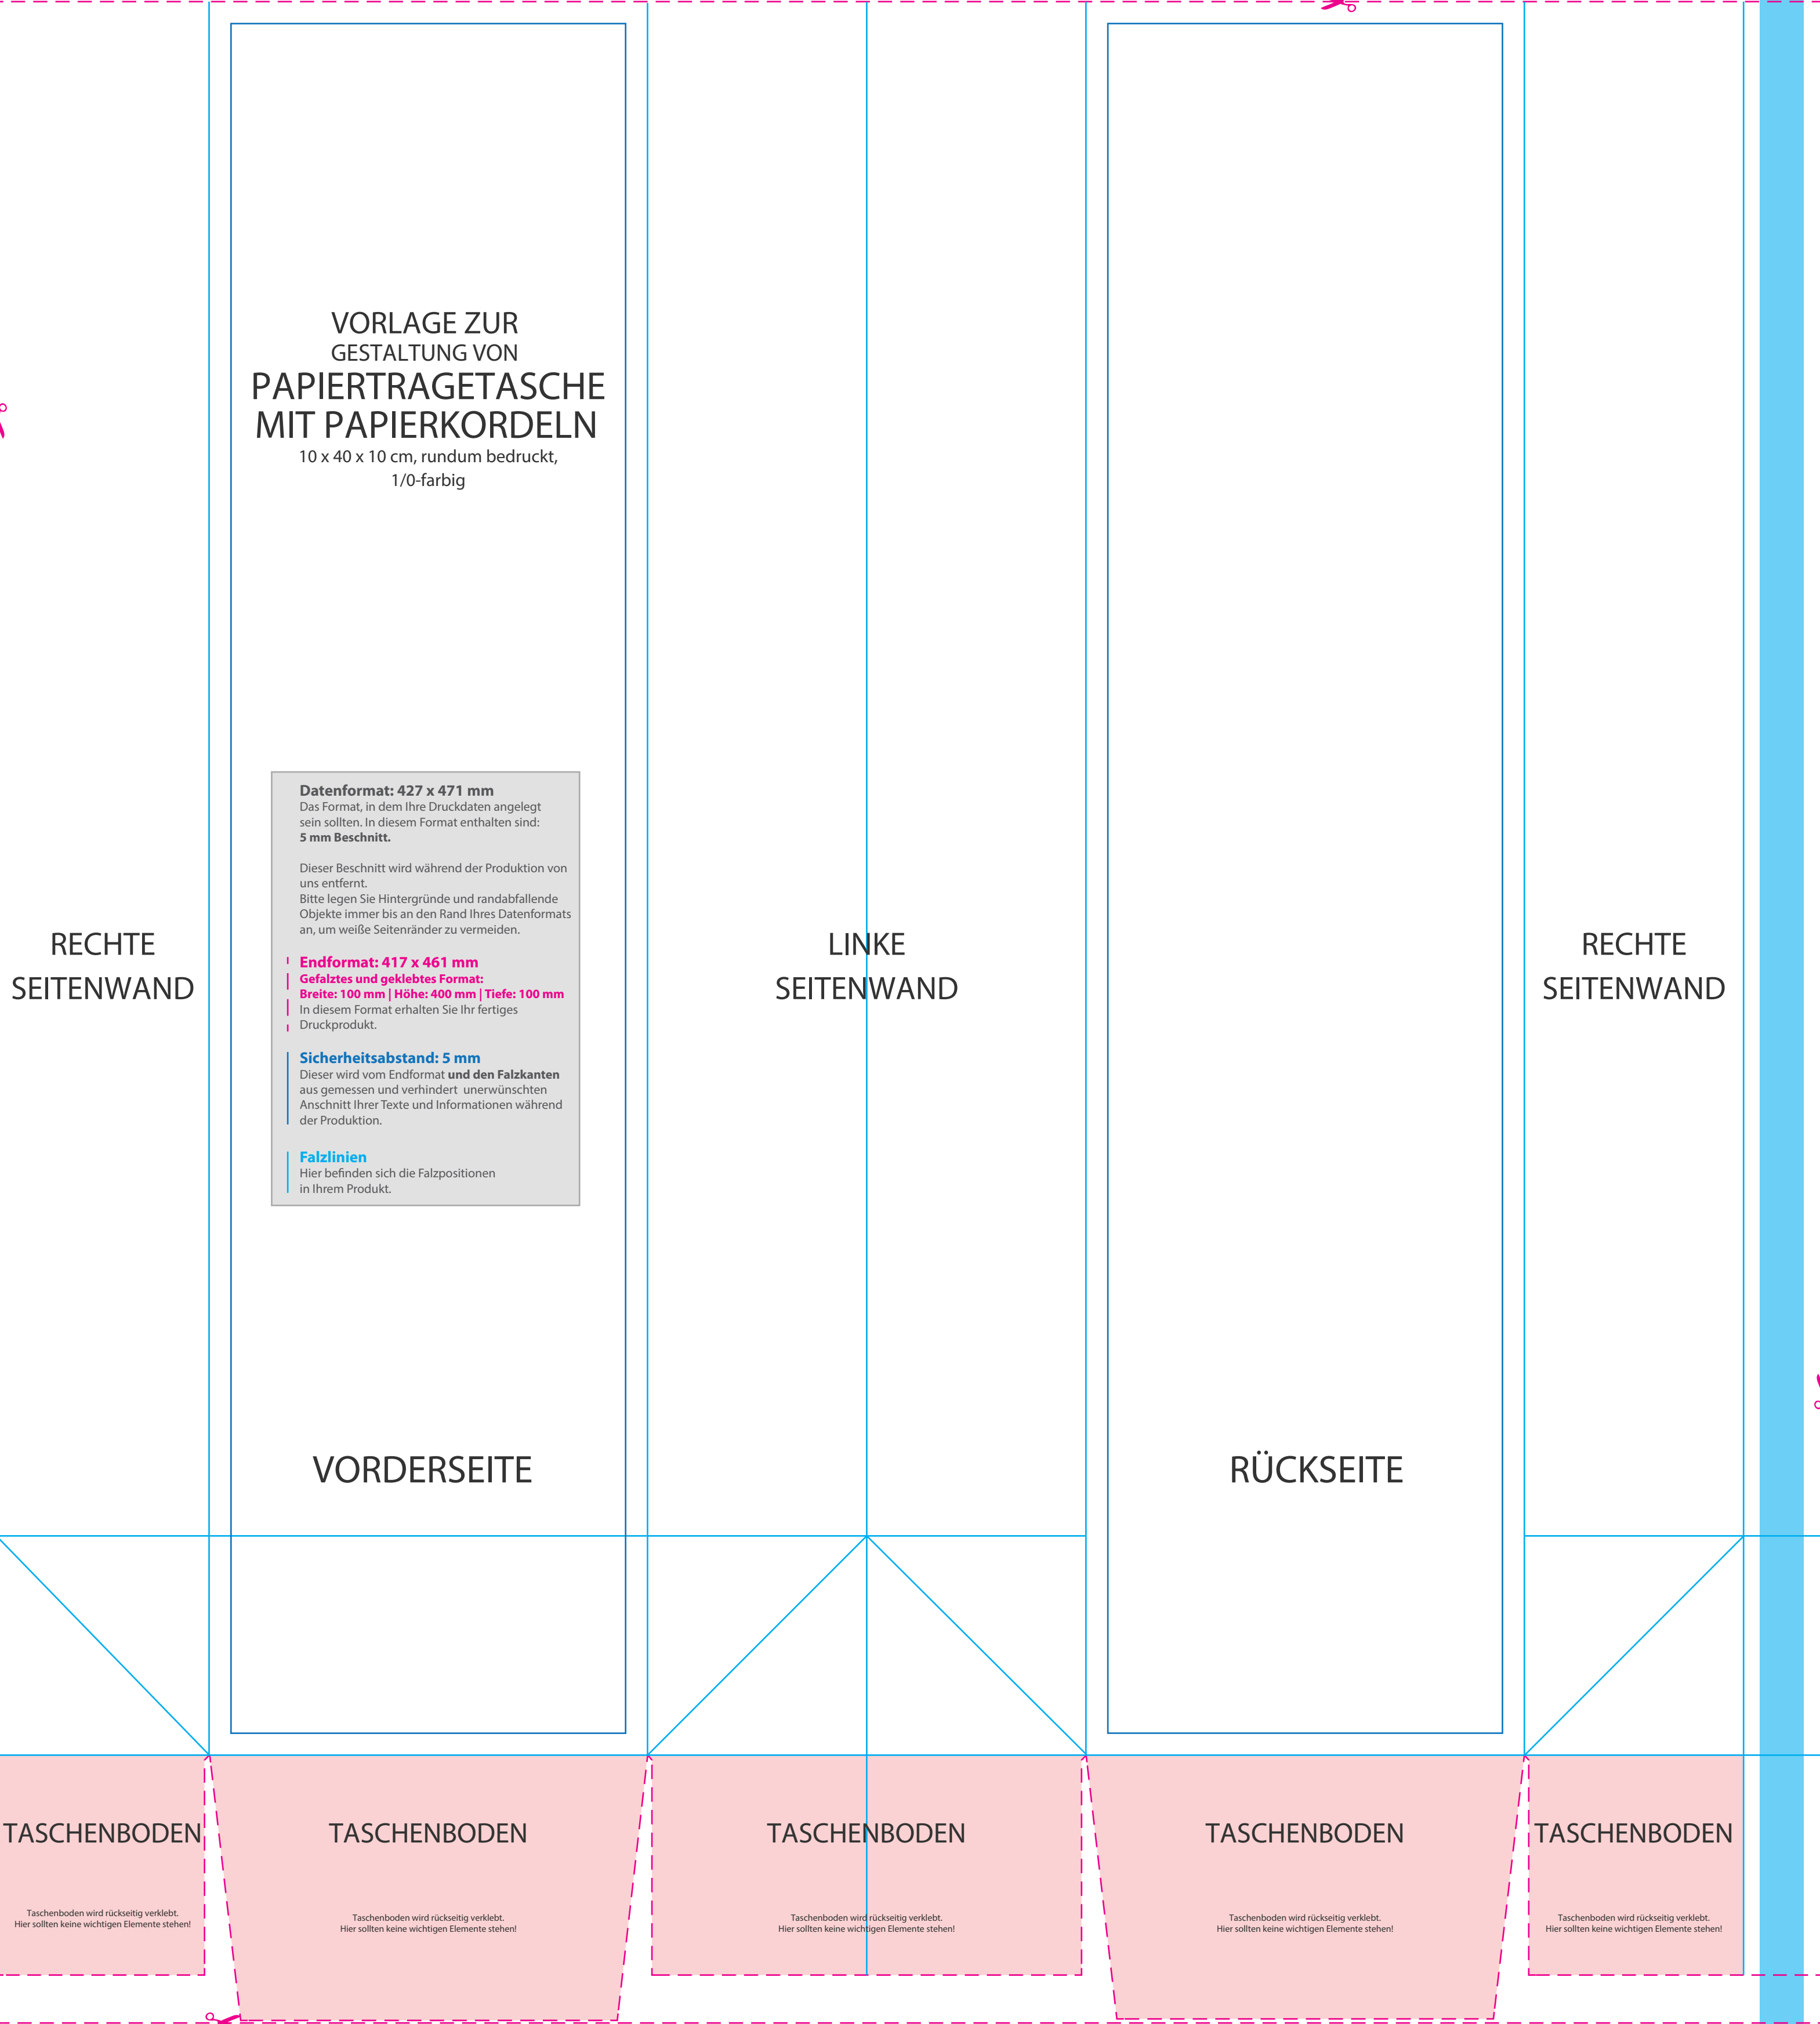 VORLAGE ZUR
GESTALTUNG VON
PAPIERTRAGETASCHE
MIT PAPIERKORDELN
10 x 40 x 10 cm, rundum bedruckt,
1/0-farbig
Datenformat: 427 x 471 mm
Das Format, in dem Ihre Druckdaten angelegt
sein sollten. In diesem Format enthalten sind:
5 mm Beschnitt.
Dieser Beschnitt wird während der Produktion von
uns entfernt.
Bitte legen Sie Hintergründe und randabfallende
Objekte immer bis an den Rand Ihres Datenformats
an, um weiße Seitenränder zu vermeiden.
Endformat: 417 x 461 mm
Gefalztes und geklebtes Format:
Breite: 100 mm | Höhe: 400 mm | Tiefe: 100 mm
In diesem Format erhalten Sie Ihr fertiges
Druckprodukt.
Sicherheitsabstand: 5 mm
Dieser wird vom Endformat und den Falzkanten
aus gemessen und verhindert unerwünschten
Anschnitt Ihrer Texte und Informationen während
der Produktion.
Falzlinien
Hier befinden sich die Falzpositionen
in Ihrem Produkt.
RECHTE
SEITENWAND
LINKE
SEITENWAND
RECHTE
SEITENWAND
VORDERSEITE
RÜCKSEITE
TASCHENBODEN
Taschenboden wird rückseitig verklebt.
Hier sollten keine wichtigen Elemente stehen!
TASCHENBODEN
Taschenboden wird rückseitig verklebt.
Hier sollten keine wichtigen Elemente stehen!
TASCHENBODEN
Taschenboden wird rückseitig verklebt.
Hier sollten keine wichtigen Elemente stehen!
TASCHENBODEN
Taschenboden wird rückseitig verklebt.
Hier sollten keine wichtigen Elemente stehen!
TASCHENBODEN
Taschenboden wird rückseitig verklebt.
Hier sollten keine wichtigen Elemente stehen!